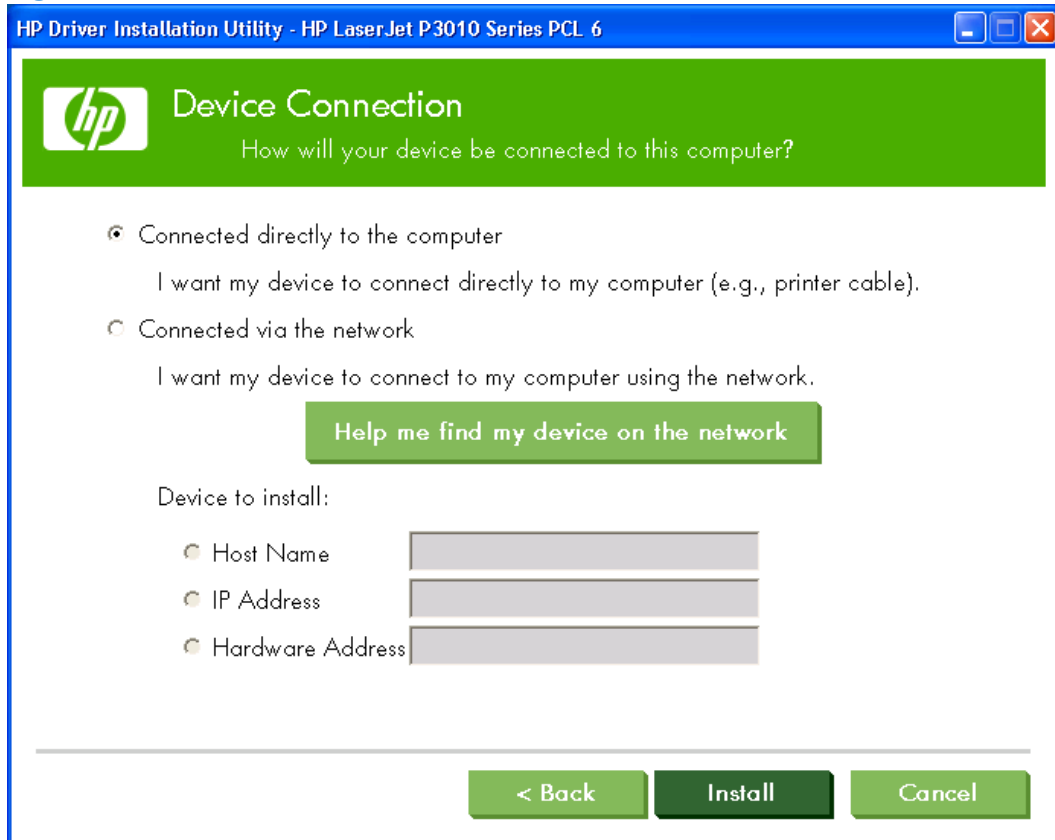 HP Driver Installation Utility - HP LaserJet P3010 Series PCL 6
hp
Device Connection
How will your device be connected to this computer?
Connected directly to the computer
I want my device to connect directly to my computer (e.g., printer cable).
Connected via the network
I want my device to connect to my computer using the network.
Help me find my device on the network
Device to install:
Host Name
IP Address
Hardware Address
< Back
Install
Cancel